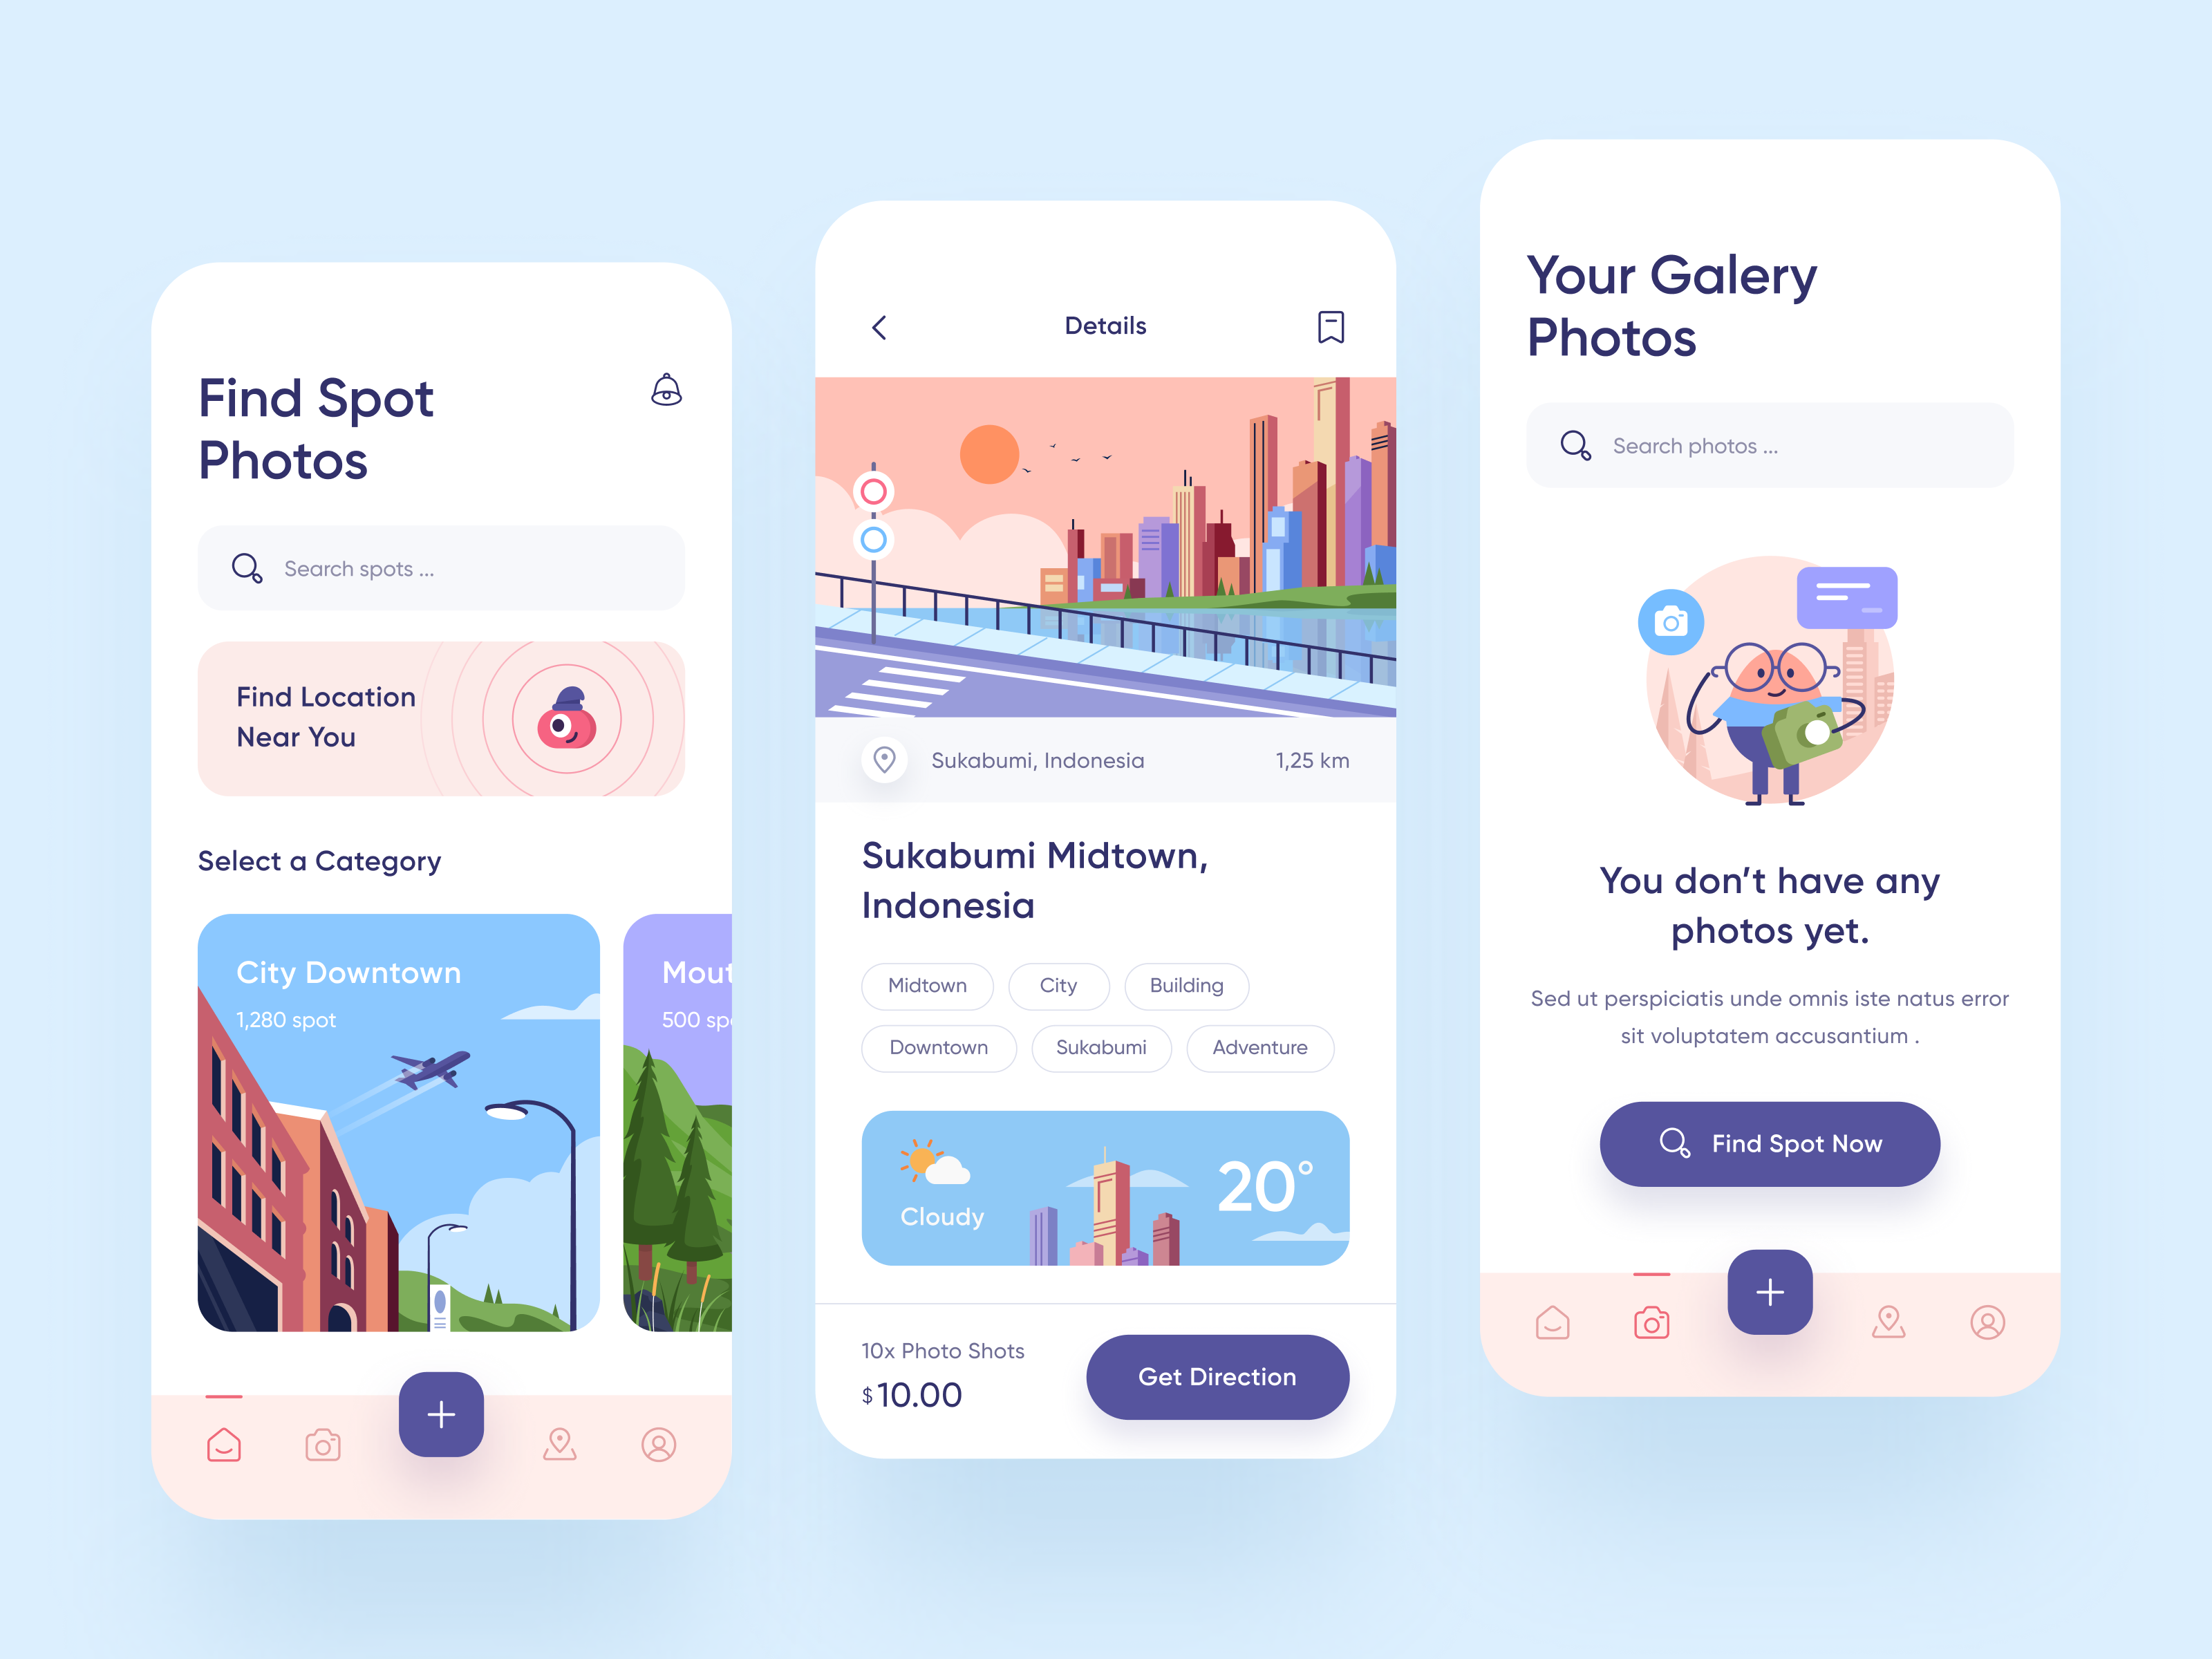 Find Spot
Photos
Search spots ...
Find Location
Near You
Select a Category
City Downtown
1,280 spot
Mout
500 spo
Details
Sukabumi, Indonesia
1,25 km
Sukabumi Midtown,
Indonesia
Midtown
City
Building
Downtown
Sukabumi
Adventure
Cloudy
20°
10x Photo Shots
$10.00
Get Direction
Your Galery
Photos
Search photos ...
You don’t have any
photos yet.
Sed ut perspiciatis unde omnis iste natus error
sit voluptatem accusantium .
Find Spot Now